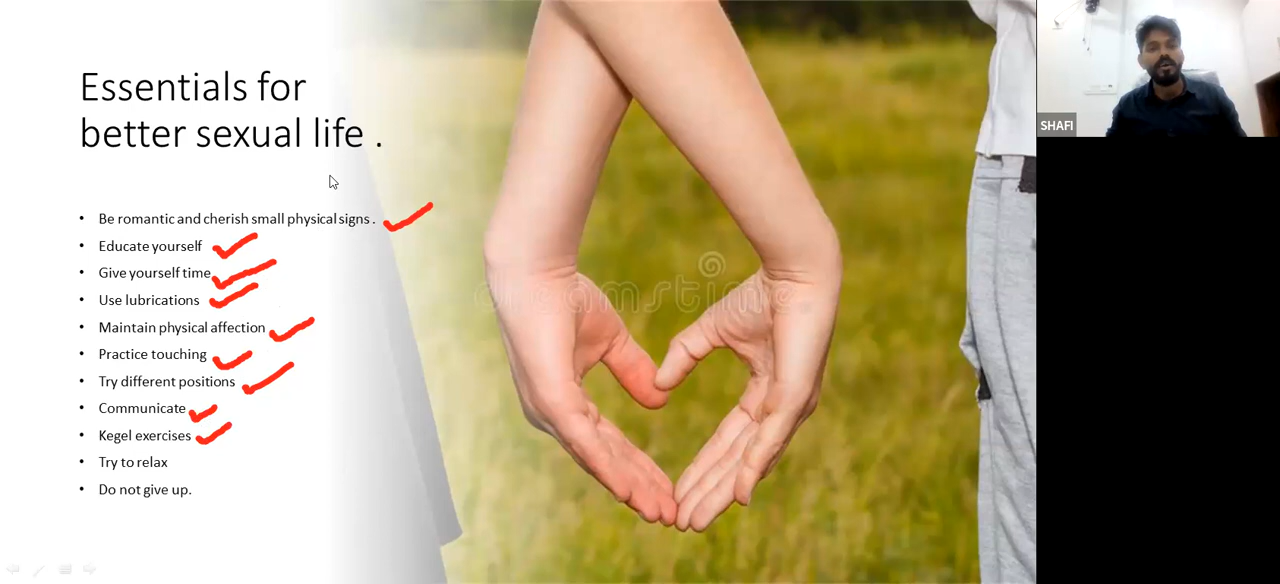 Essentials for
better sexual life .
• Be romantic and cherish small physical signs .
• Educate yourself
• Give yourself time
• Use lubrications
• Maintain physical affection
• Practice touching
• Try different positions
• Communicate
• Kegel exercises
• Try to relax
• Do not give up.
dreamstime
SHAFI